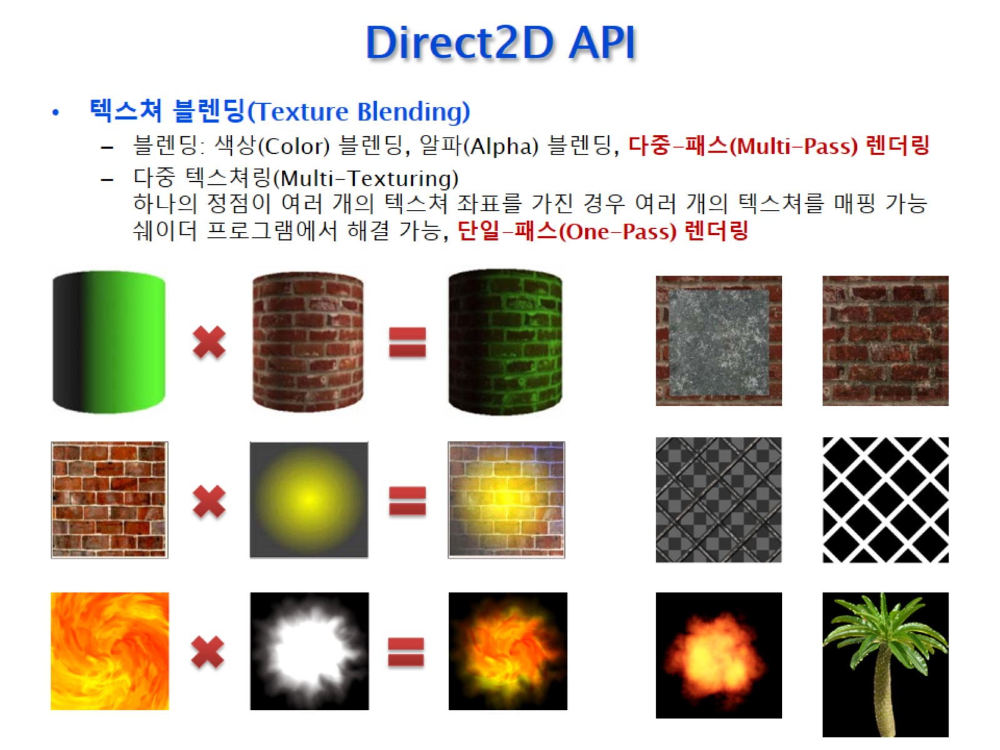 Direct2D API
• 텍스쳐 블렌딩(Texture Blending)
– 블렌딩: 색상(Color) 블렌딩, 알파(Alpha) 블렌딩, 다중-패스(Multi-Pass) 렌더링
– 다중 텍스쳐링(Multi-Texturing)
하나의 정점이 여러 개의 텍스쳐 좌표를 가진 경우 여러 개의 텍스쳐를 매핑 가능
쉐이더 프로그램에서 해결 가능, 단일-패스(One-Pass) 렌더링